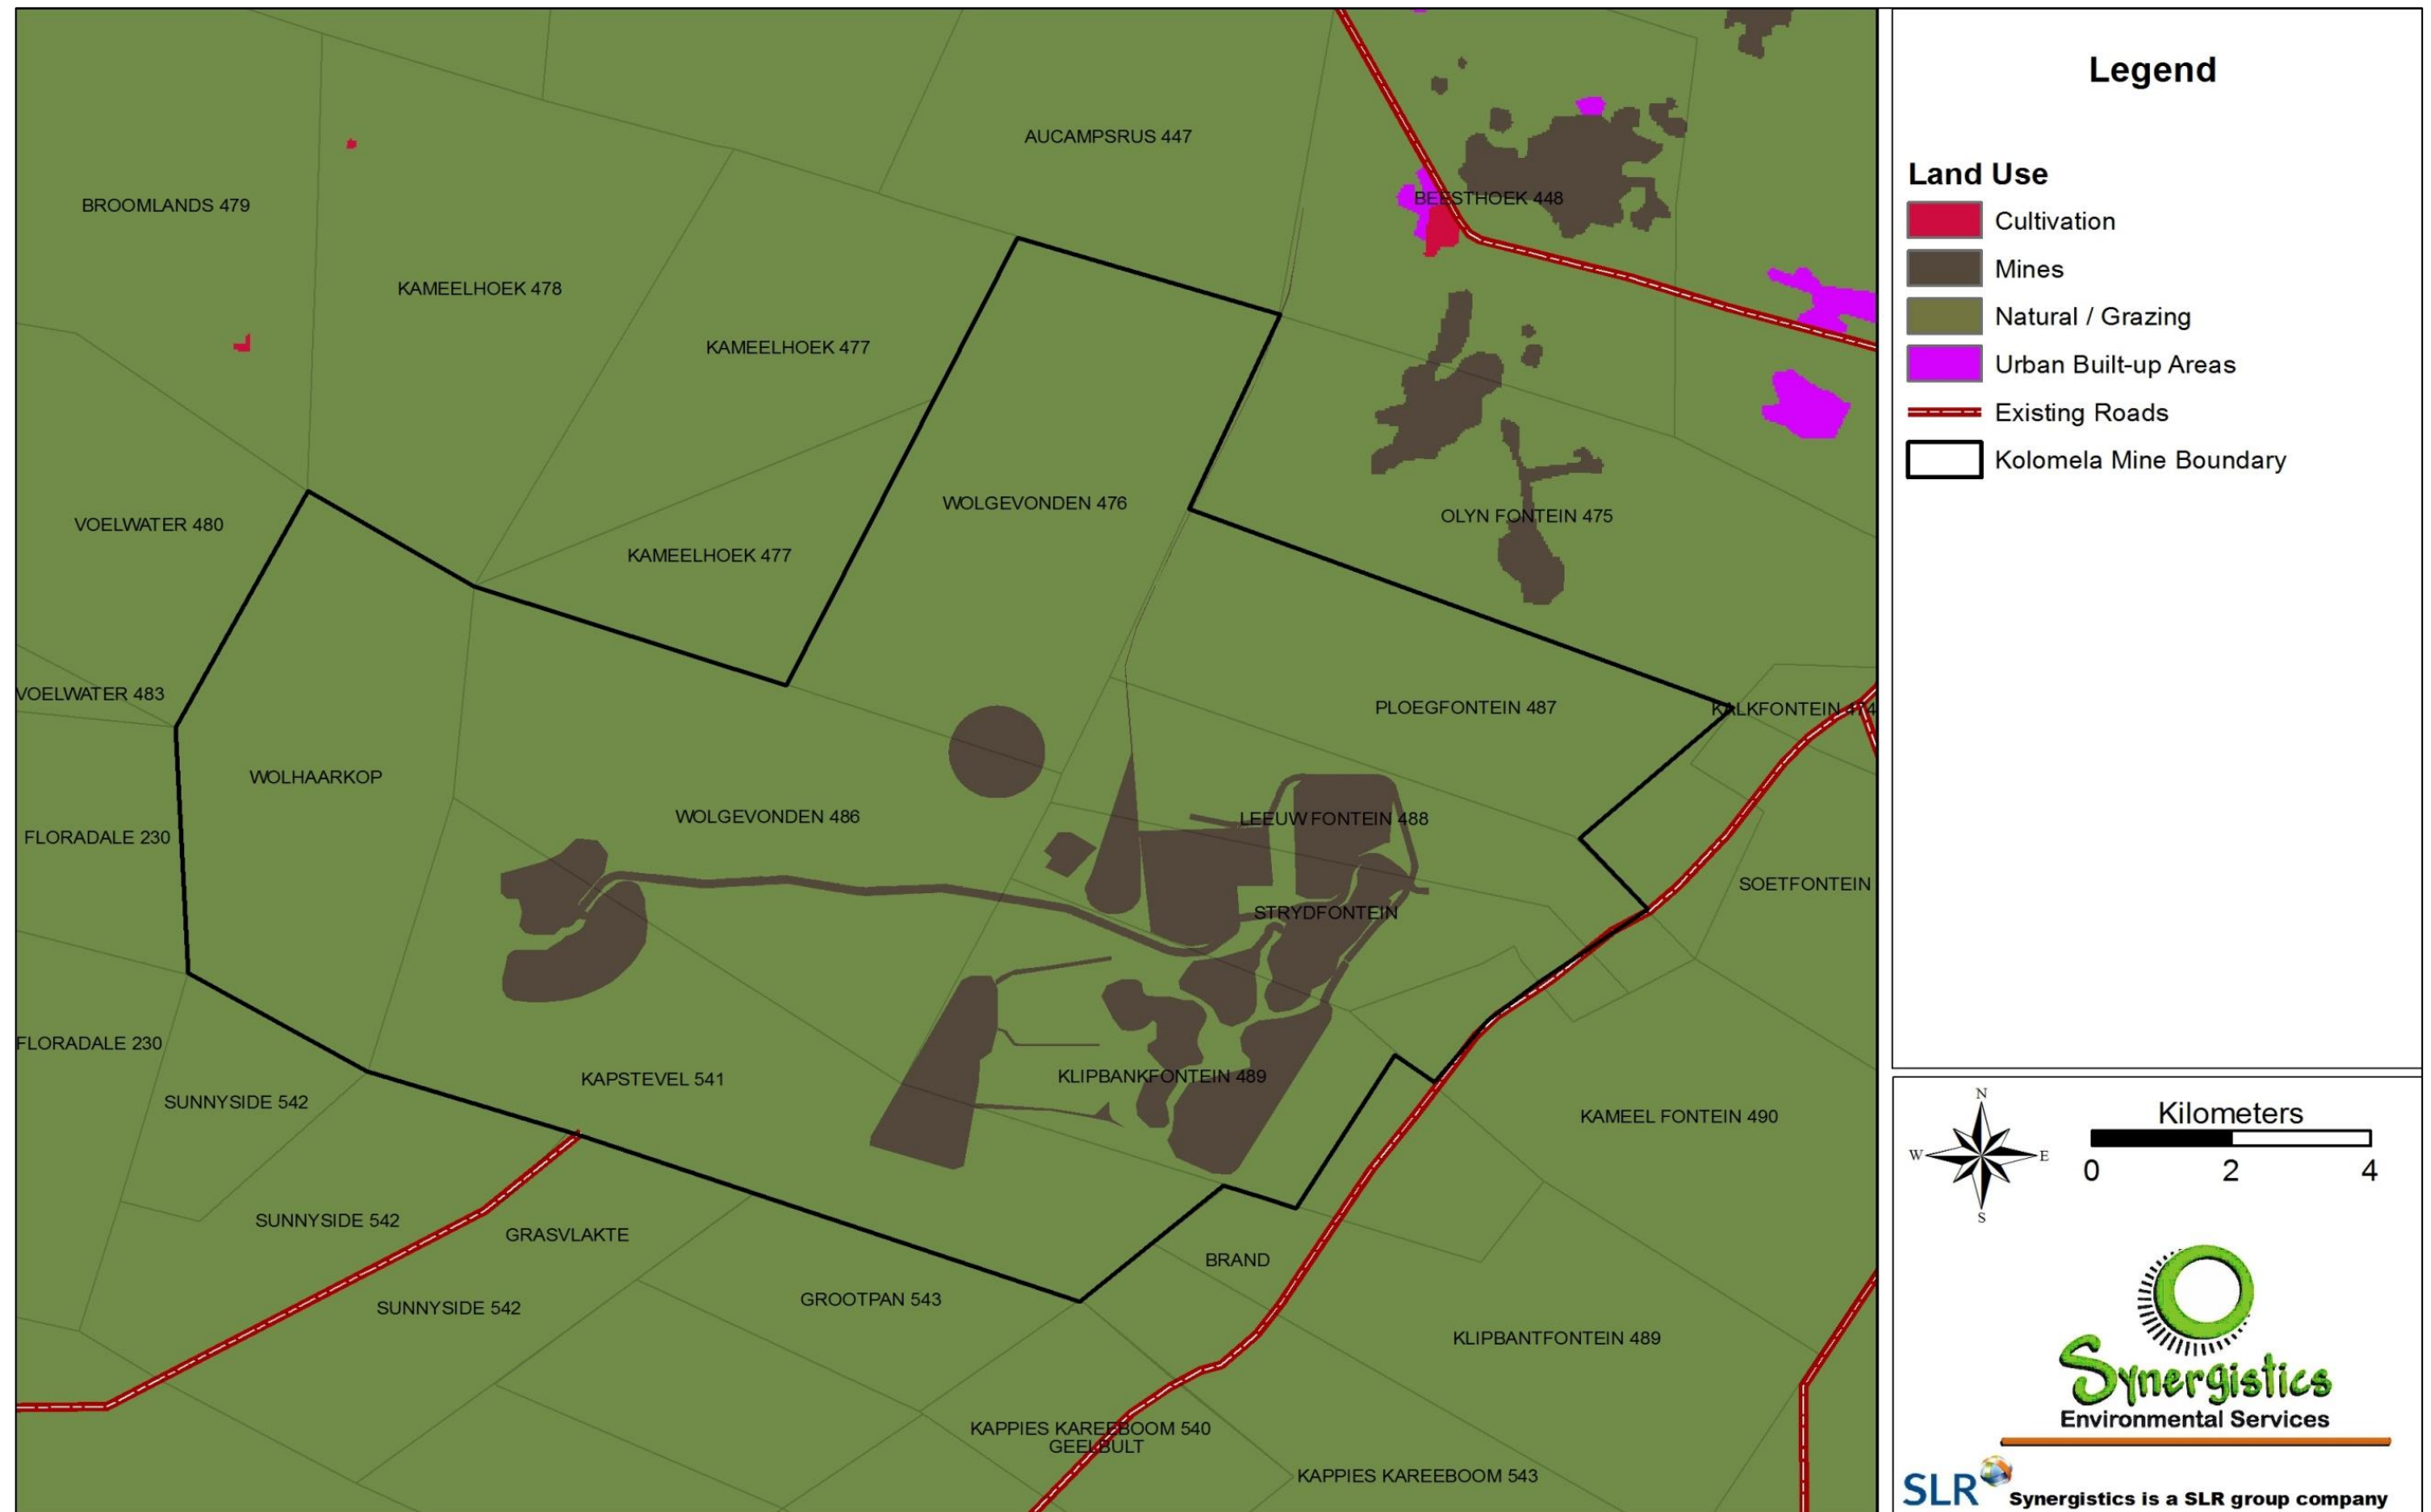 AUCAMPSRUS 447
BROOMLANDS 479
BEESTHOEK 448
KAMEELHOEK 478
KAMEELHOEK 477
WOLGEVONDEN 476
VOELWATER 480
OLYN FONTEIN 475
KAMEELHOEK 477
VOELWATER 483
PLOEGFONTEIN 487
KALKFONTEIN 474
WOLHAARKOP
WOLGEVONDEN 486
LEEUW FONTEIN 488
FLORADALE 230
SOETFONTEIN
STRYDFONTEIN
FLORADALE 230
KAPSTEVEL 541
KLIPBANKFONTEIN 489
SUNNYSIDE 542
KAMEEL FONTEIN 490
SUNNYSIDE 542
GRASVLAKTE
BRAND
GROOTPAN 543
SUNNYSIDE 542
KLIPBANTFONTEIN 489
KAPPIES KAREEBOOM 540
GEELBULT
KAPPIES KAREEBOOM 543
Legend
Land Use
Cultivation
Mines
Natural / Grazing
Urban Built-up Areas
Existing Roads
Kolomela Mine Boundary
N
W
E
S
Kilometers
0 2 4
Synergistics
Environmental Services
SLR
Synergistics is a SLR group company